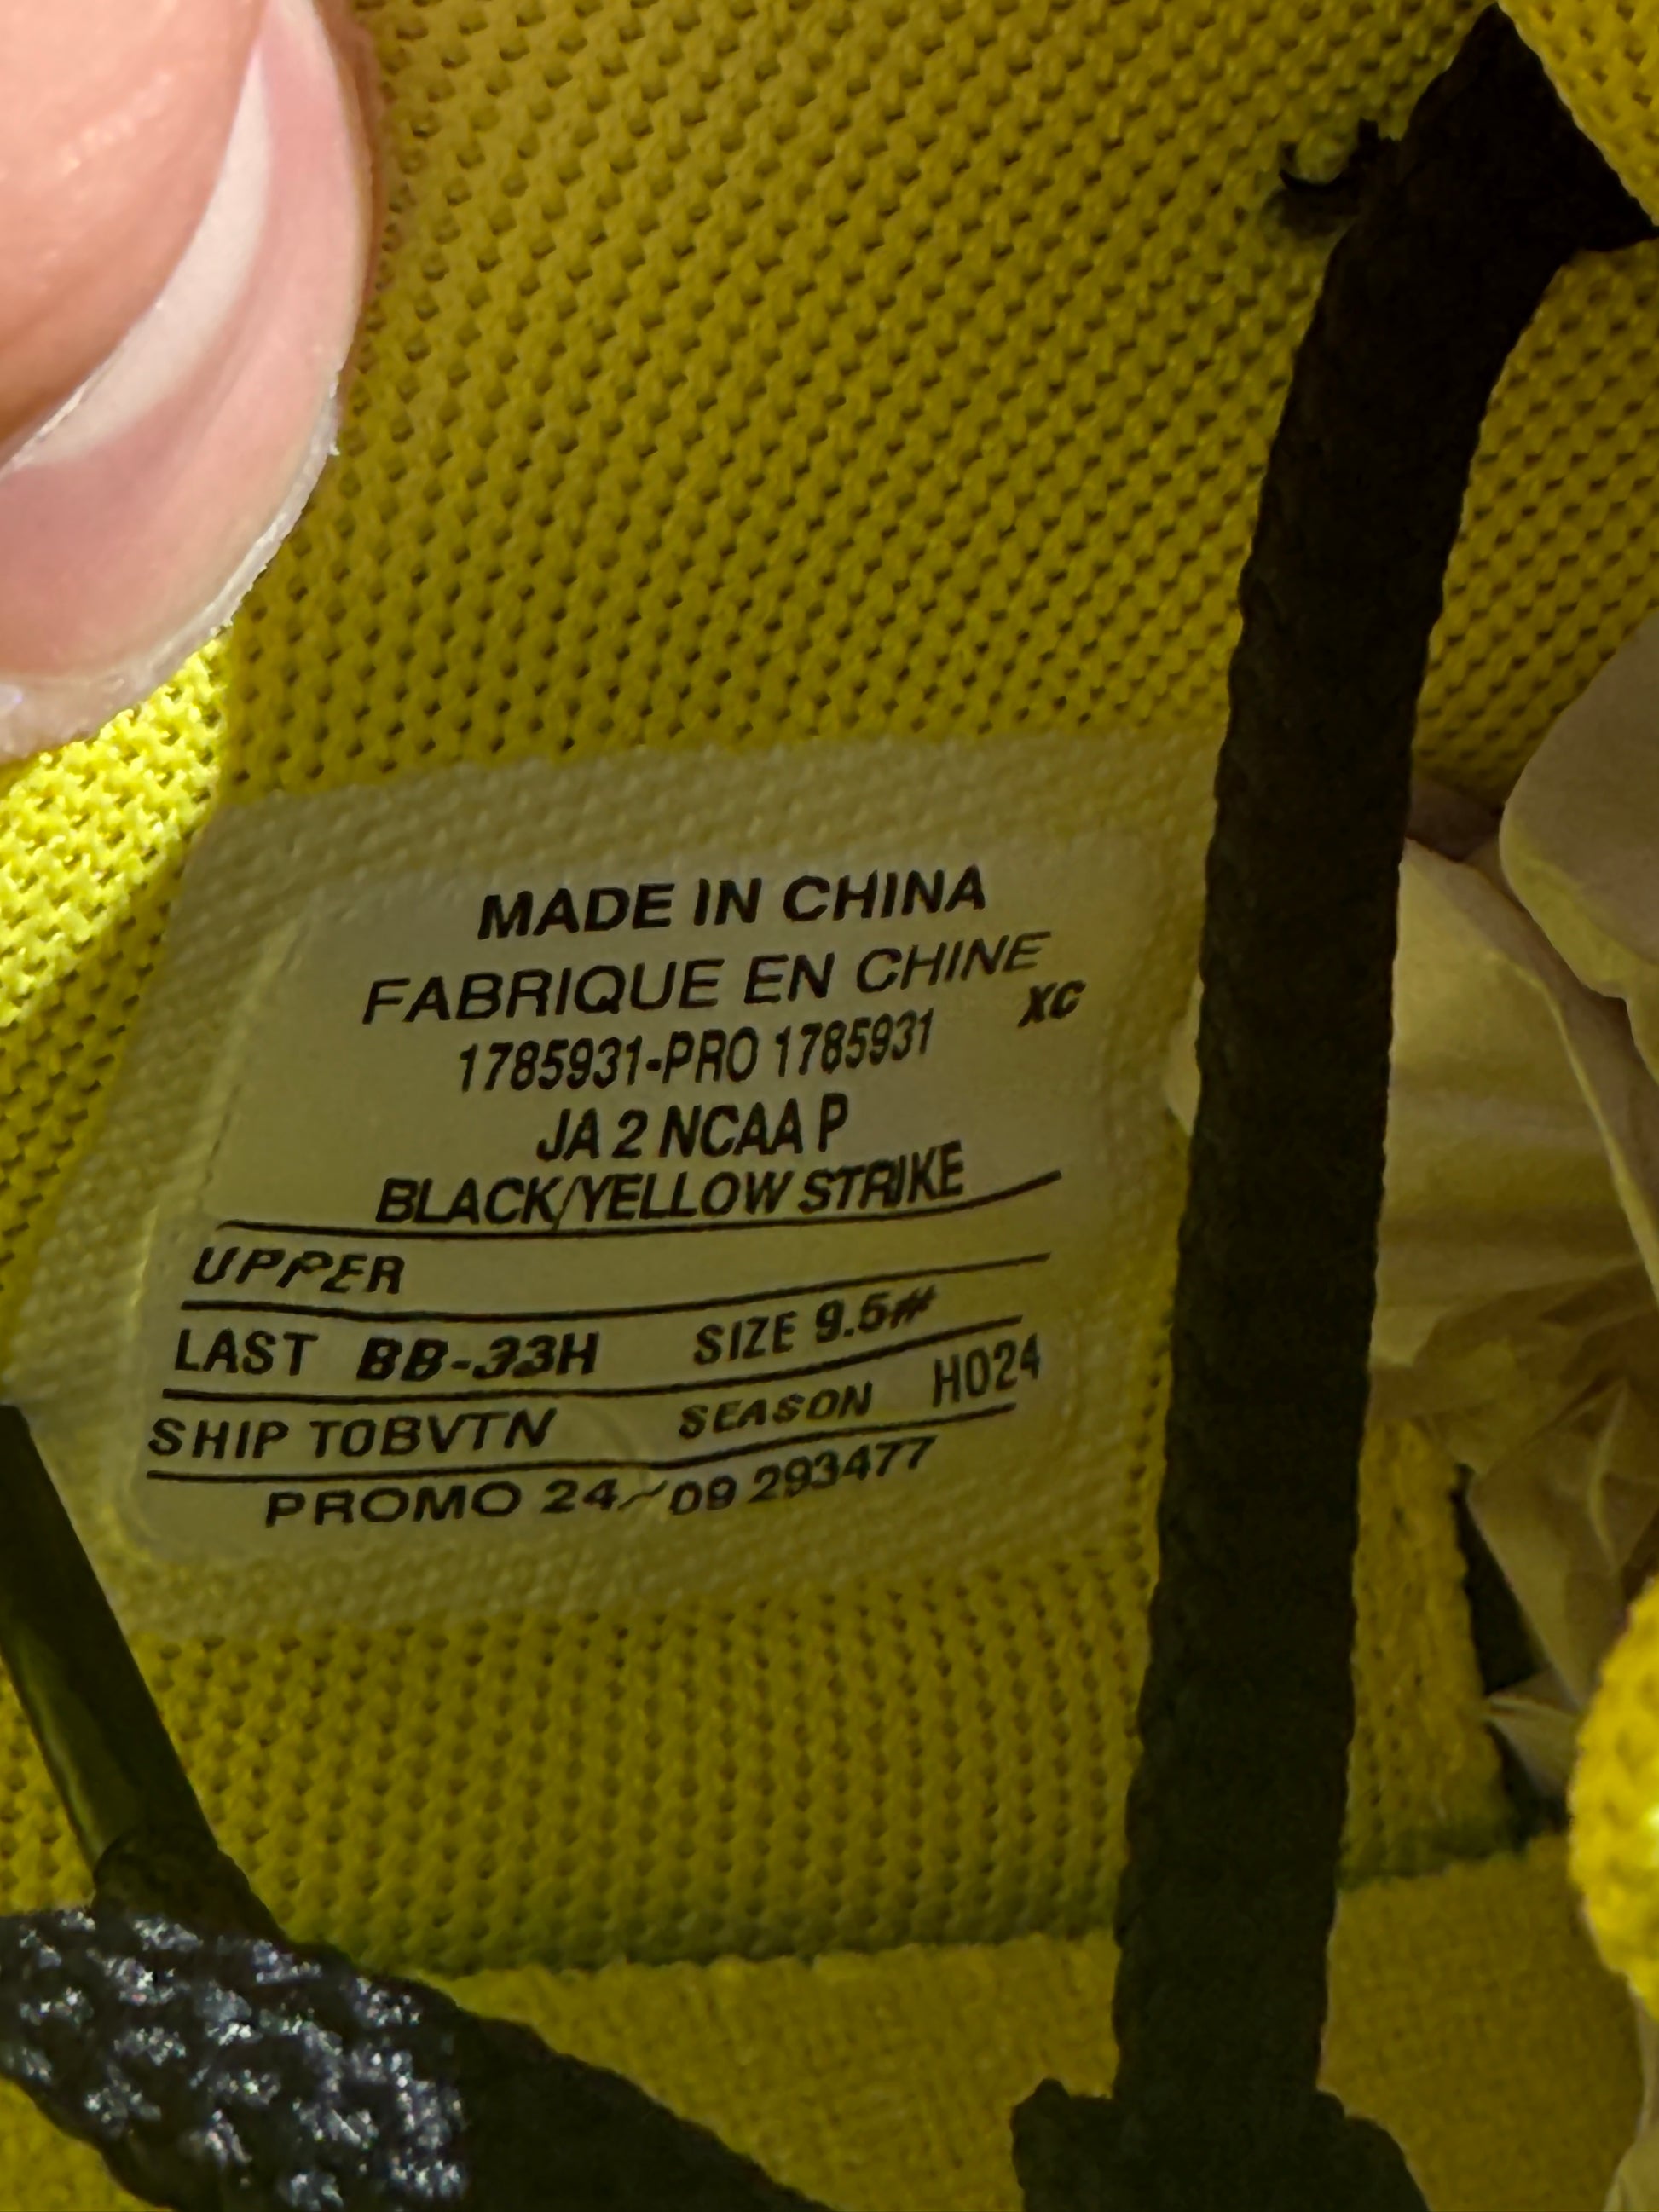 MADE IN CHINA
FABRIQUE EN CHINE
XC
1785931-PRO 1785931
JA 2 NCAA P
BLACK/YELLOW STRIKE
UPPER
LAST BB-33H SIZE 9.5#
SHIP TOBVTN SEASON HO24
PROMO 24/09 293477